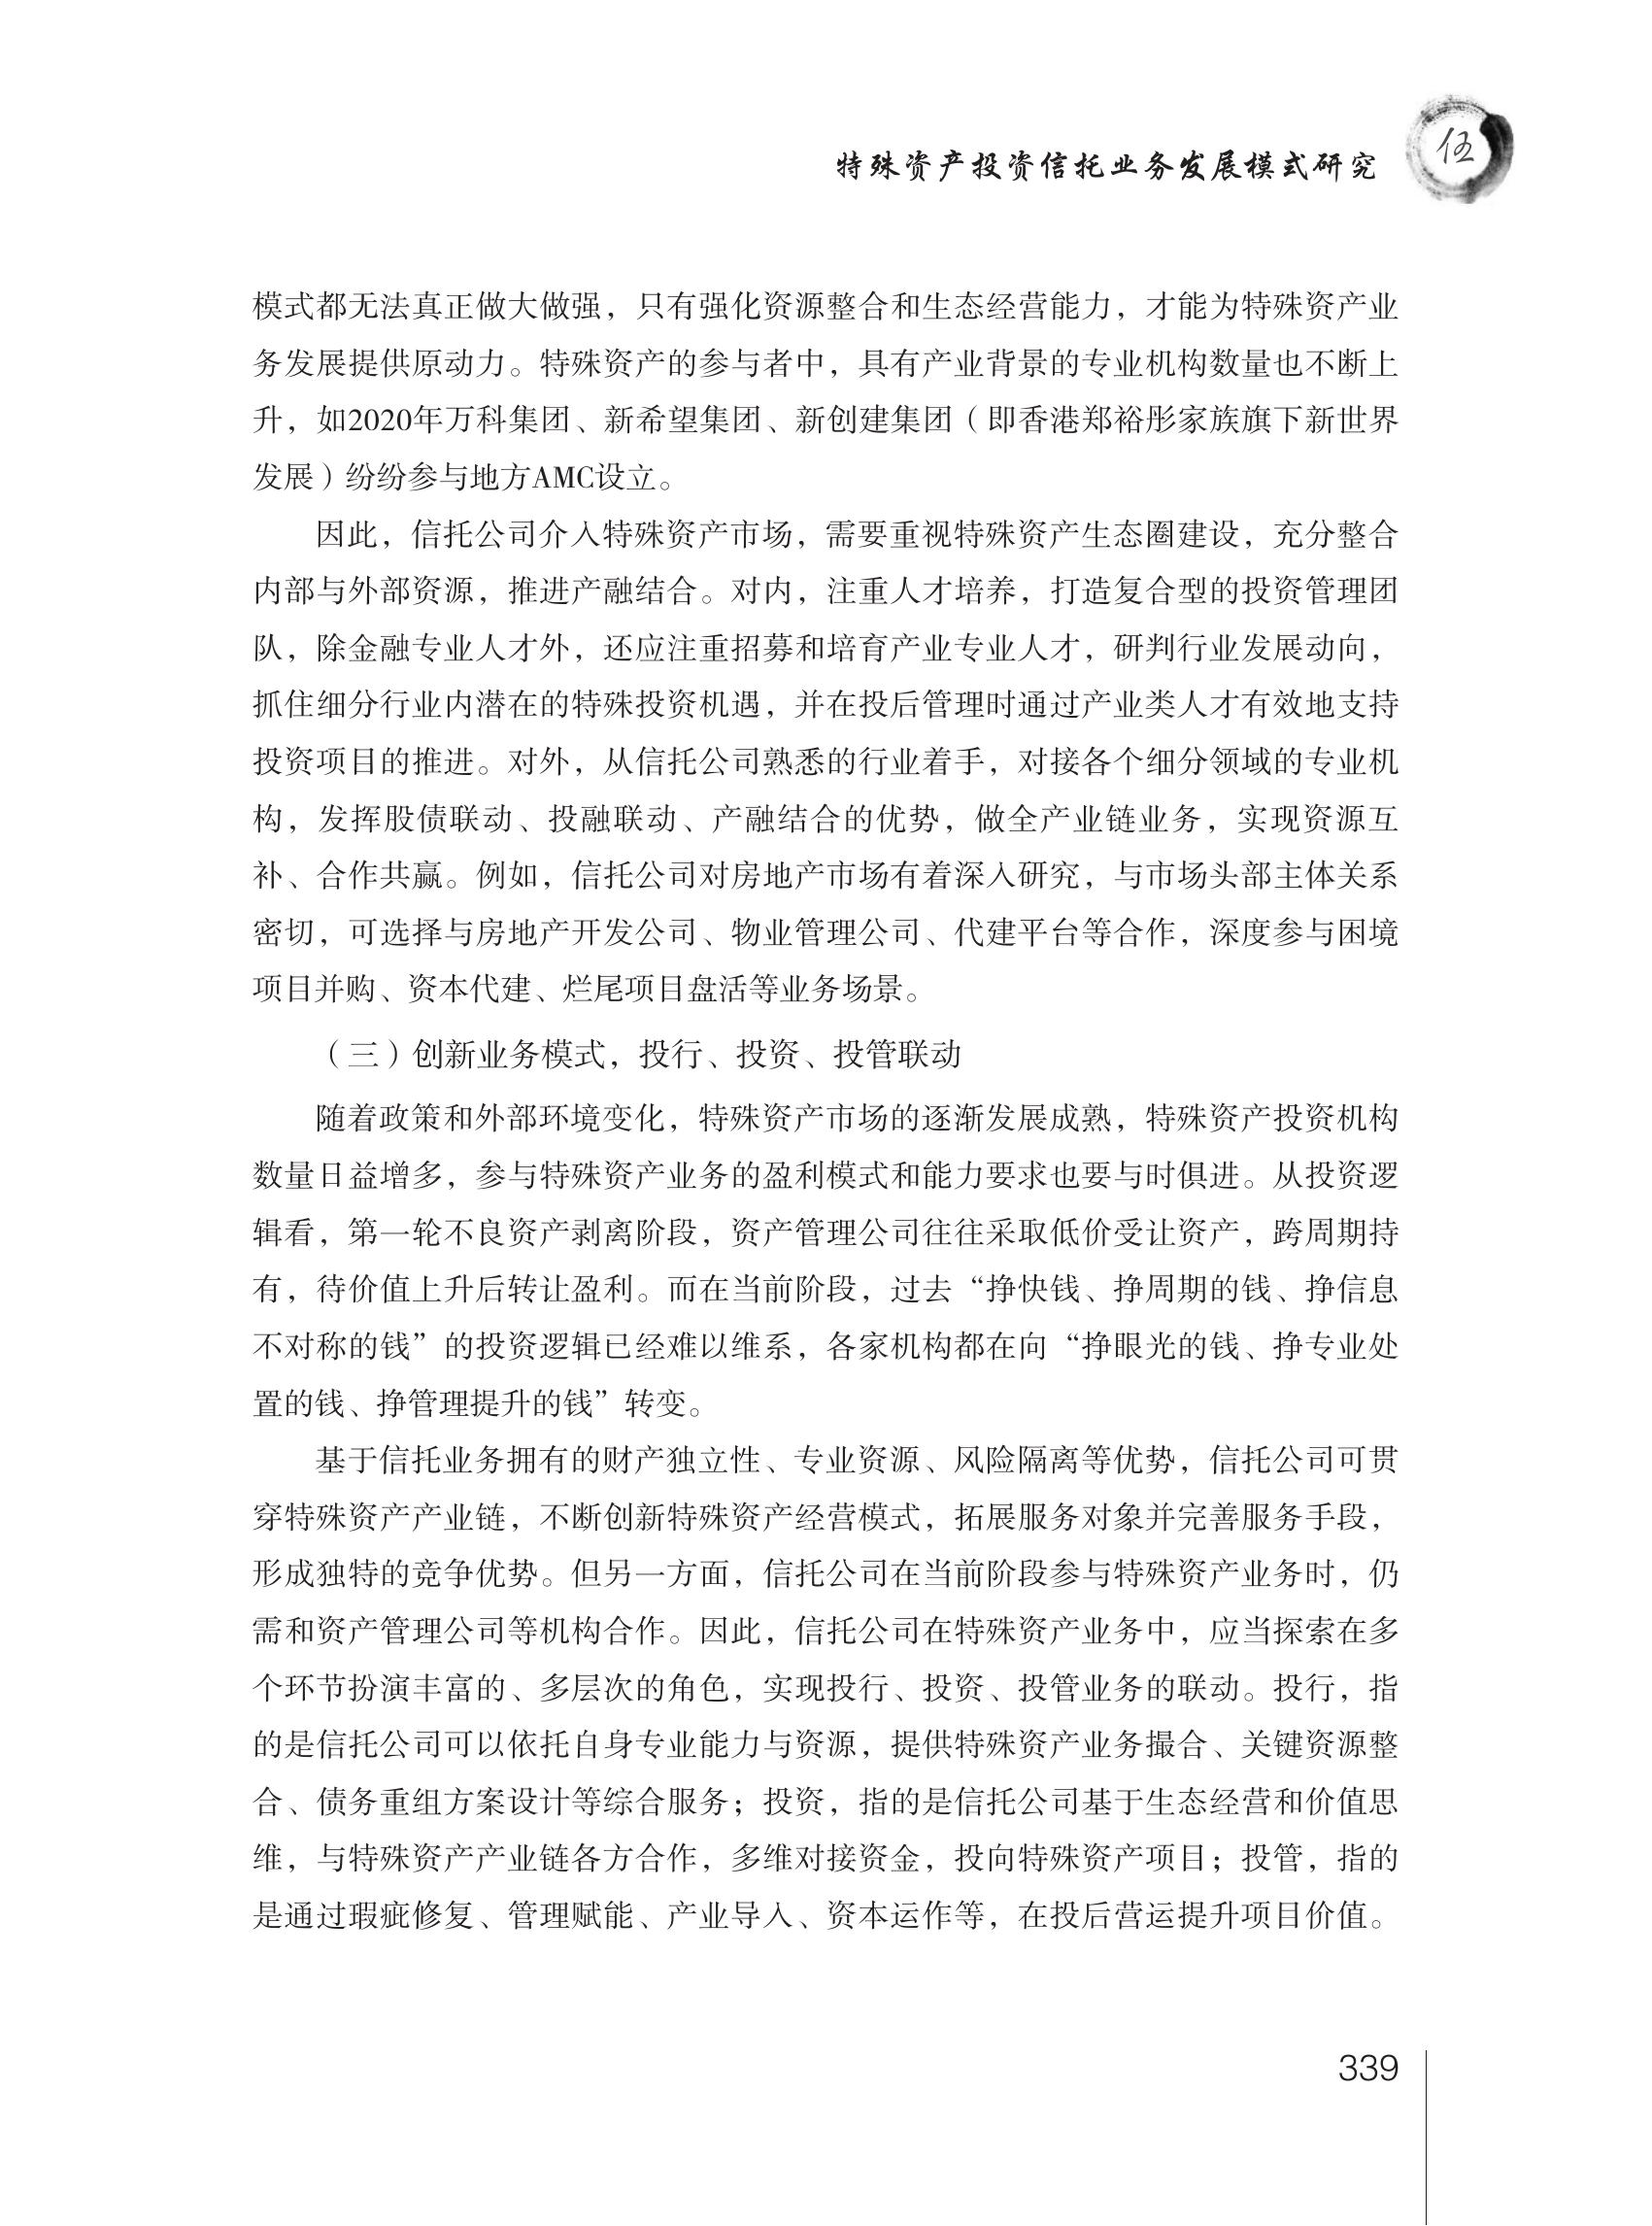 特殊资产投资信托业务发展模式研究
伍
模式都无法真正做大做强，只有强化资源整合和生态经营能力，才能为特殊资产业
务发展提供原动力。特殊资产的参与者中，具有产业背景的专业机构数量也不断上
升，如2020年万科集团、新希望集团、新创建集团（即香港郑裕彤家族旗下新世界
发展）纷纷参与地方AMC设立。
因此，信托公司介入特殊资产市场，需要重视特殊资产生态圈建设，充分整合
内部与外部资源，推进产融结合。对内，注重人才培养，打造复合型的投资管理团
队，除金融专业人才外，还应注重招募和培育产业专业人才，研判行业发展动向，
抓住细分行业内潜在的特殊投资机遇，并在投后管理时通过产业类人才有效地支持
投资项目的推进。对外，从信托公司熟悉的行业着手，对接各个细分领域的专业机
构，发挥股债联动、投融联动、产融结合的优势，做全产业链业务，实现资源互
补、合作共赢。例如，信托公司对房地产市场有着深入研究，与市场头部主体关系
密切，可选择与房地产开发公司、物业管理公司、代建平台等合作，深度参与困境
项目并购、资本代建、烂尾项目盘活等业务场景。
（三）创新业务模式，投行、投资、投管联动
随着政策和外部环境变化，特殊资产市场的逐渐发展成熟，特殊资产投资机构
数量日益增多，参与特殊资产业务的盈利模式和能力要求也要与时俱进。从投资逻
辑看，第一轮不良资产剥离阶段，资产管理公司往往采取低价受让资产，跨周期持
有，待价值上升后转让盈利。而在当前阶段，过去“挣快钱、挣周期的钱、挣信息
不对称的钱”的投资逻辑已经难以维系，各家机构都在向“挣眼光的钱、挣专业处
置的钱、挣管理提升的钱”转变。
基于信托业务拥有的财产独立性、专业资源、风险隔离等优势，信托公司可贯
穿特殊资产产业链，不断创新特殊资产经营模式，拓展服务对象并完善服务手段，
形成独特的竞争优势。但另一方面，信托公司在当前阶段参与特殊资产业务时，仍
需和资产管理公司等机构合作。因此，信托公司在特殊资产业务中，应当探索在多
个环节扮演丰富的、多层次的角色，实现投行、投资、投管业务的联动。投行，指
的是信托公司可以依托自身专业能力与资源，提供特殊资产业务撮合、关键资源整
合、债务重组方案设计等综合服务；投资，指的是信托公司基于生态经营和价值思
维，与特殊资产产业链各方合作，多维对接资金，投向特殊资产项目；投管，指的
是通过瑕疵修复、管理赋能、产业导入、资本运作等，在投后营运提升项目价值。
339